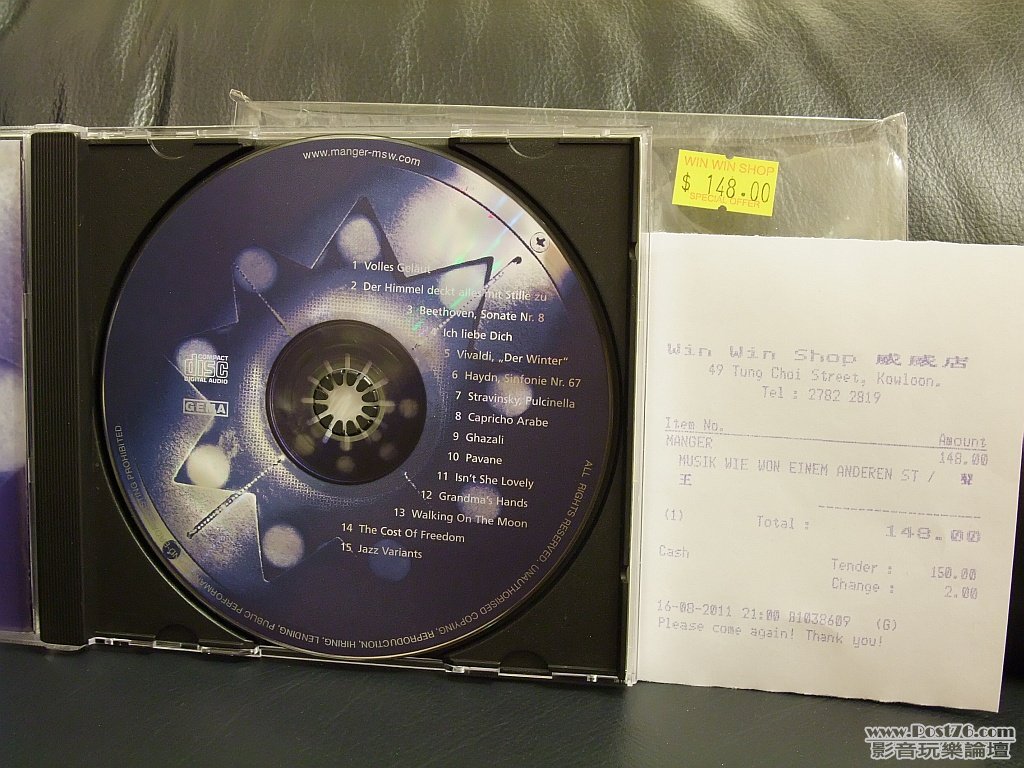 www.manger-msw.com
1 Volles Geläut
2 Der Himmel deckt alles mit Stille zu
3 Beethoven, Sonate Nr. 8
4 Ich liebe Dich
5 Vivaldi, „Der Winter“
6 Haydn, Sinfonie Nr. 67
7 Stravinsky, Pulcinella
8 Capricho Arabe
9 Ghazali
10 Pavane
11 Isn't She Lovely
12 Grandma's Hands
13 Walking On The Moon
14 The Cost Of Freedom
15 Jazz Variants
COMPACT
disc
DIGITAL AUDIO
GEMA
ALL RIGHTS RESERVED. UNAUTHORISED COPYING, REPRODUCTION, HIRING, LENDING, PUBLIC PERFORMA
ING PROHIBITED
WIN WIN SHOP
$ 148.00
SPECIAL OFFER
Win Win Shop 威威店
49 Tung Choi Street, Kowloon.
Tel : 2782 2819
Item No. Amount
MANGER 148.00
MUSIK WIE WON EINEM ANDEREN ST / 聲
王
(1) Total : 148.00
Cash
Tender : 150.00
Change : 2.00
16-08-2011 21:00 B1038609 (G)
Please come again! Thank you!
www.Post76.com
影音玩樂論壇